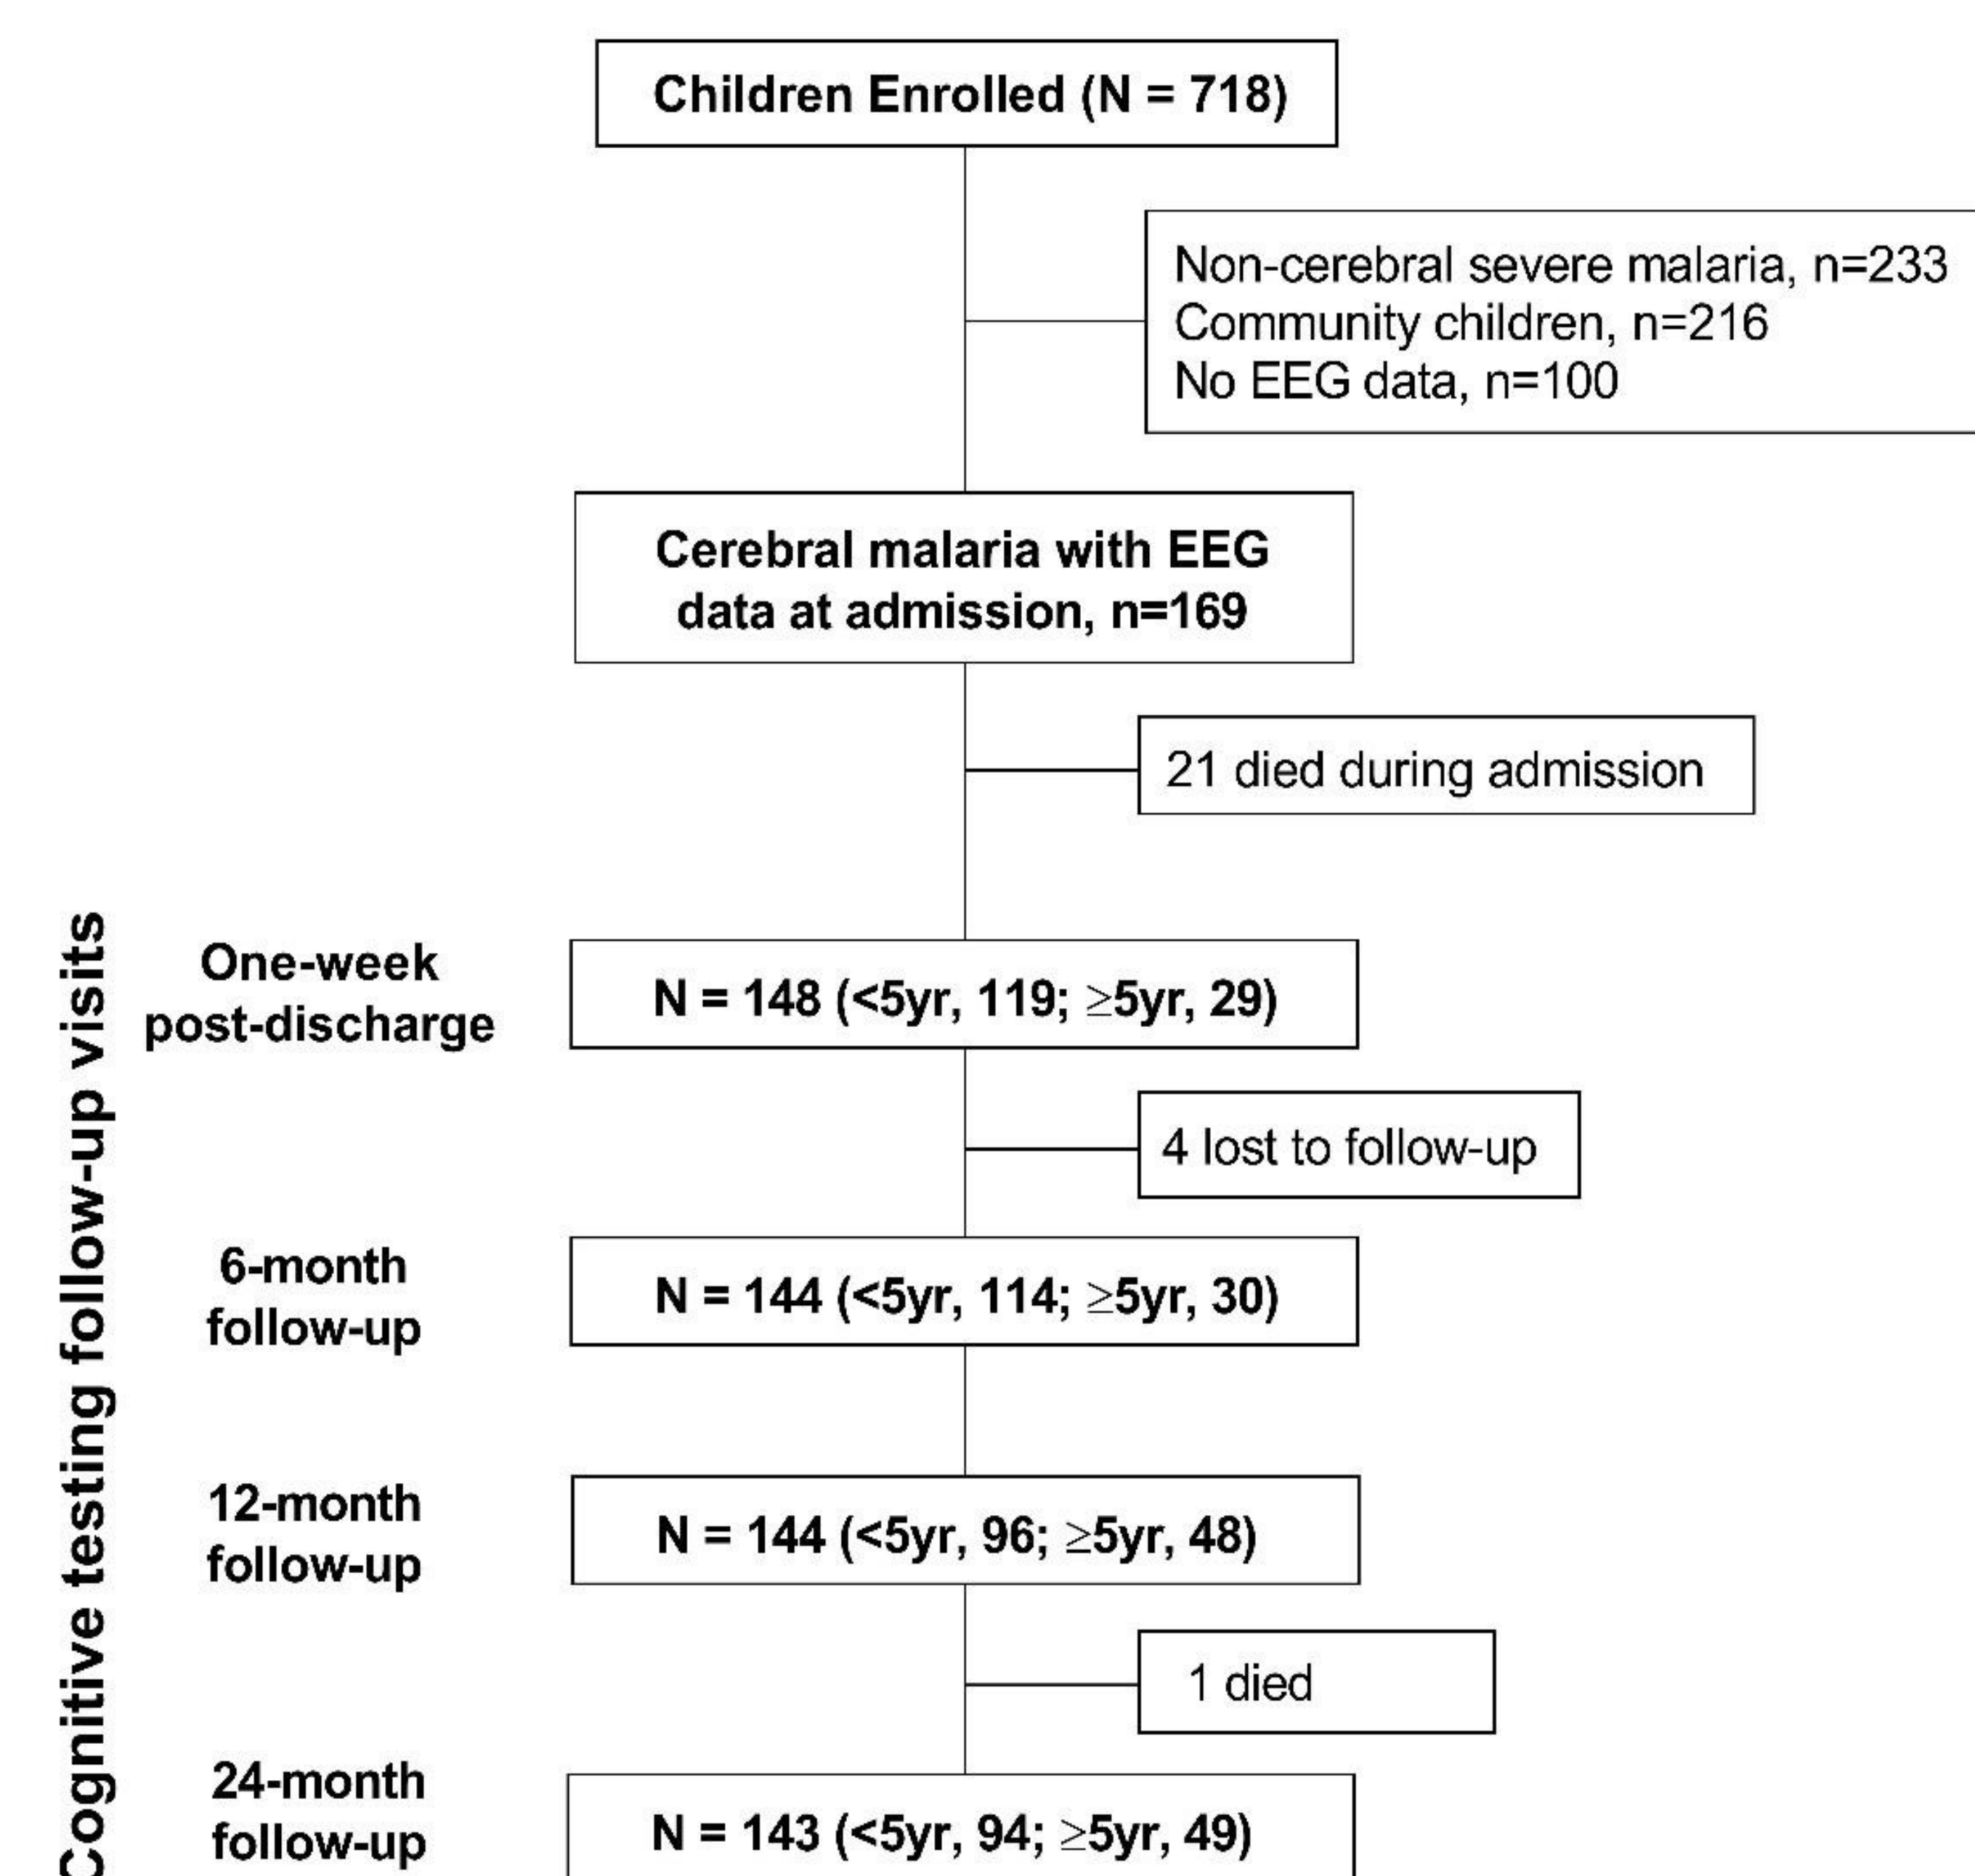 Children Enrolled (N = 718)
Non-cerebral severe malaria, n=233
Community children, n=216
No EEG data, n=100
Cerebral malaria with EEG
data at admission, n=169
21 died during admission
Cognitive testing follow-up visits
One-week
post-discharge
N = 148 (<5yr, 119; ≥5yr, 29)
4 lost to follow-up
6-month
follow-up
N = 144 (<5yr, 114; ≥5yr, 30)
12-month
follow-up
N = 144 (<5yr, 96; ≥5yr, 48)
1 died
24-month
follow-up
N = 143 (<5yr, 94; ≥5yr, 49)